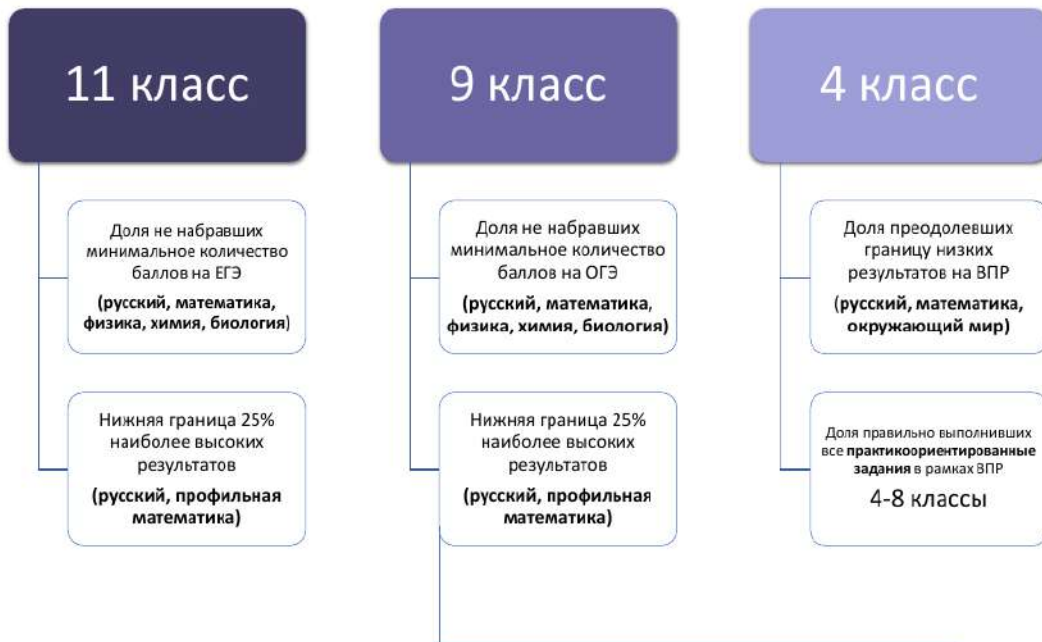 11 класс
Доля не набравших
минимальное количество
баллов на ЕГЭ
(русский, математика,
физика, химия, биология)
Нижняя граница 25%
наиболее высоких
результатов
(русский, профильная
математика)
9 класс
Доля не набравших
минимальное количество
баллов на ОГЭ
(русский, математика,
физика, химия, биология)
Нижняя граница 25%
наиболее высоких
результатов
(русский, профильная
математика)
4 класс
Доля преодолевших
границу низких
результатов на ВПР
(русский, математика,
окружающий мир)
Доля правильно выполнивших
все практикоориентированные
задания в рамках ВПР
4-8 классы